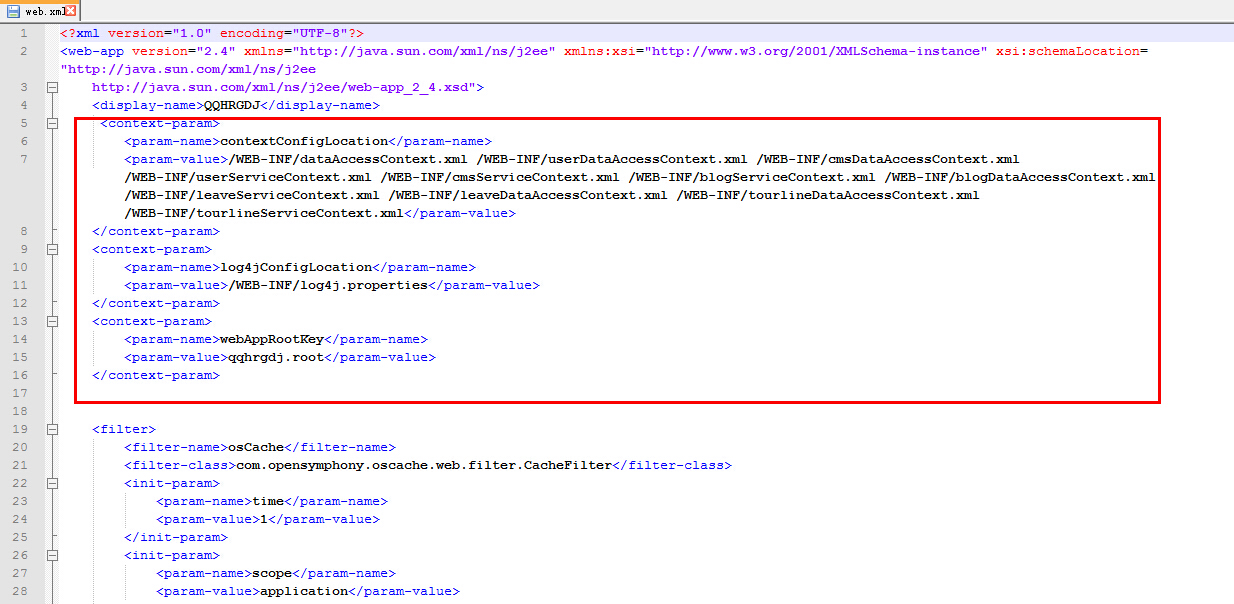 web.xml
1 <?xml version="1.0" encoding="UTF-8"?>
2 <web-app version="2.4" xmlns="http://java.sun.com/xml/ns/j2ee" xmlns:xsi="http://www.w3.org/2001/XMLSchema-instance" xsi:schemaLocation=
"http://java.sun.com/xml/ns/j2ee
3 http://java.sun.com/xml/ns/j2ee/web-app_2_4.xsd">
4 <display-name>QQHRGDJ</display-name>
5 <context-param>
6 <param-name>contextConfigLocation</param-name>
7 <param-value>/WEB-INF/dataAccessContext.xml /WEB-INF/userDataAccessContext.xml /WEB-INF/cmsDataAccessContext.xml
/WEB-INF/userServiceContext.xml /WEB-INF/cmsServiceContext.xml /WEB-INF/blogServiceContext.xml /WEB-INF/blogDataAccessContext.xml
/WEB-INF/leaveServiceContext.xml /WEB-INF/leaveDataAccessContext.xml /WEB-INF/tourlineDataAccessContext.xml
/WEB-INF/tourlineServiceContext.xml</param-value>
8 </context-param>
9 <context-param>
10 <param-name>log4jConfigLocation</param-name>
11 <param-value>/WEB-INF/log4j.properties</param-value>
12 </context-param>
13 <context-param>
14 <param-name>webAppRootKey</param-name>
15 <param-value>qqhrgdj.root</param-value>
16 </context-param>
17
18
19 <filter>
20 <filter-name>osCache</filter-name>
21 <filter-class>com.opensymphony.oscache.web.filter.CacheFilter</filter-class>
22 <init-param>
23 <param-name>time</param-name>
24 <param-value>1</param-value>
25 </init-param>
26 <init-param>
27 <param-name>scope</param-name>
28 <param-value>application</param-value>